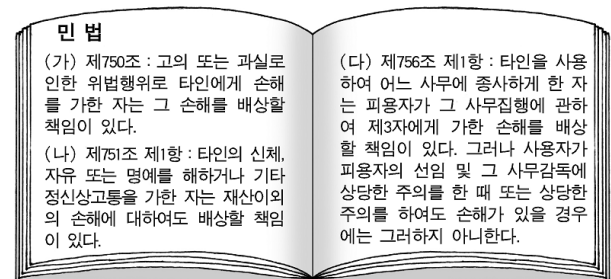 민 법
(가) 제750조 : 고의 또는 과실로
인한 위법행위로 타인에게 손해
를 가한 자는 그 손해를 배상할
책임이 있다.
(나) 제751조 제1항 : 타인의 신체,
자유 또는 명예를 해하거나 기타
정신상고통을 가한 자는 재산이외
의 손해에 대하여도 배상할 책임
이 있다.
(다) 제756조 제1항 : 타인을 사용
하여 어느 사무에 종사하게 한 자
는 피용자가 그 사무집행에 관하
여 제3자에게 가한 손해를 배상
할 책임이 있다. 그러나 사용자가
피용자의 선임 및 그 사무감독에
상당한 주의를 한 때 또는 상당한
주의를 하여도 손해가 있을 경우
에는 그러하지 아니한다.